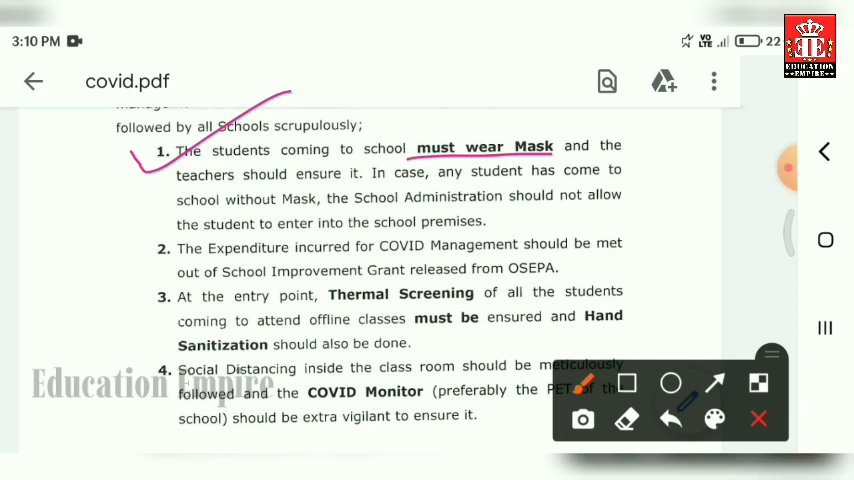 3:10 PM
VO
LTE
22
EDUCATION
EMPIRE
covid.pdf
followed by all Schools scrupulously;
1. The students coming to school must wear Mask and the
teachers should ensure it. In case, any student has come to
school without Mask, the School Administration should not allow
the student to enter into the school premises.
2. The Expenditure incurred for COVID Management should be met
out of School Improvement Grant released from OSEPA.
3. At the entry point, Thermal Screening of all the students
coming to attend offline classes must be ensured and Hand
Sanitization should also be done.
4. Social Distancing inside the class room should be meticulously
followed and the COVID Monitor (preferably the PET of the
school) should be extra vigilant to ensure it.
Education Empire